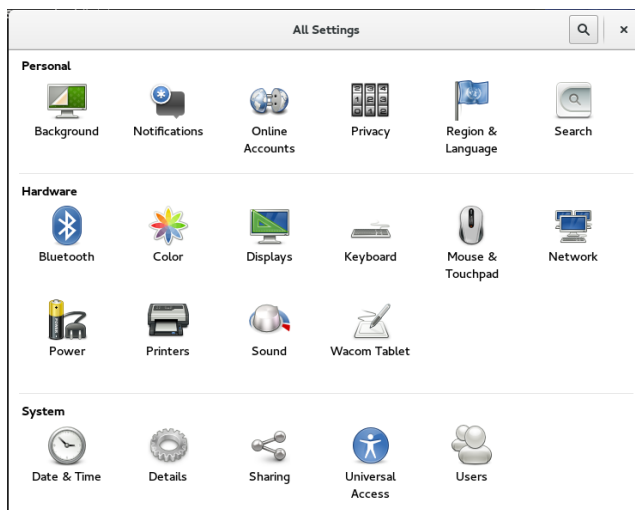 All Settings
Personal
Background
Notifications
Online
Accounts
Privacy
Region &
Language
Search
Hardware
Bluetooth
Color
Displays
Keyboard
Mouse &
Touchpad
Network
Power
Printers
Sound
Wacom Tablet
System
Date & Time
Details
Sharing
Universal
Access
Users